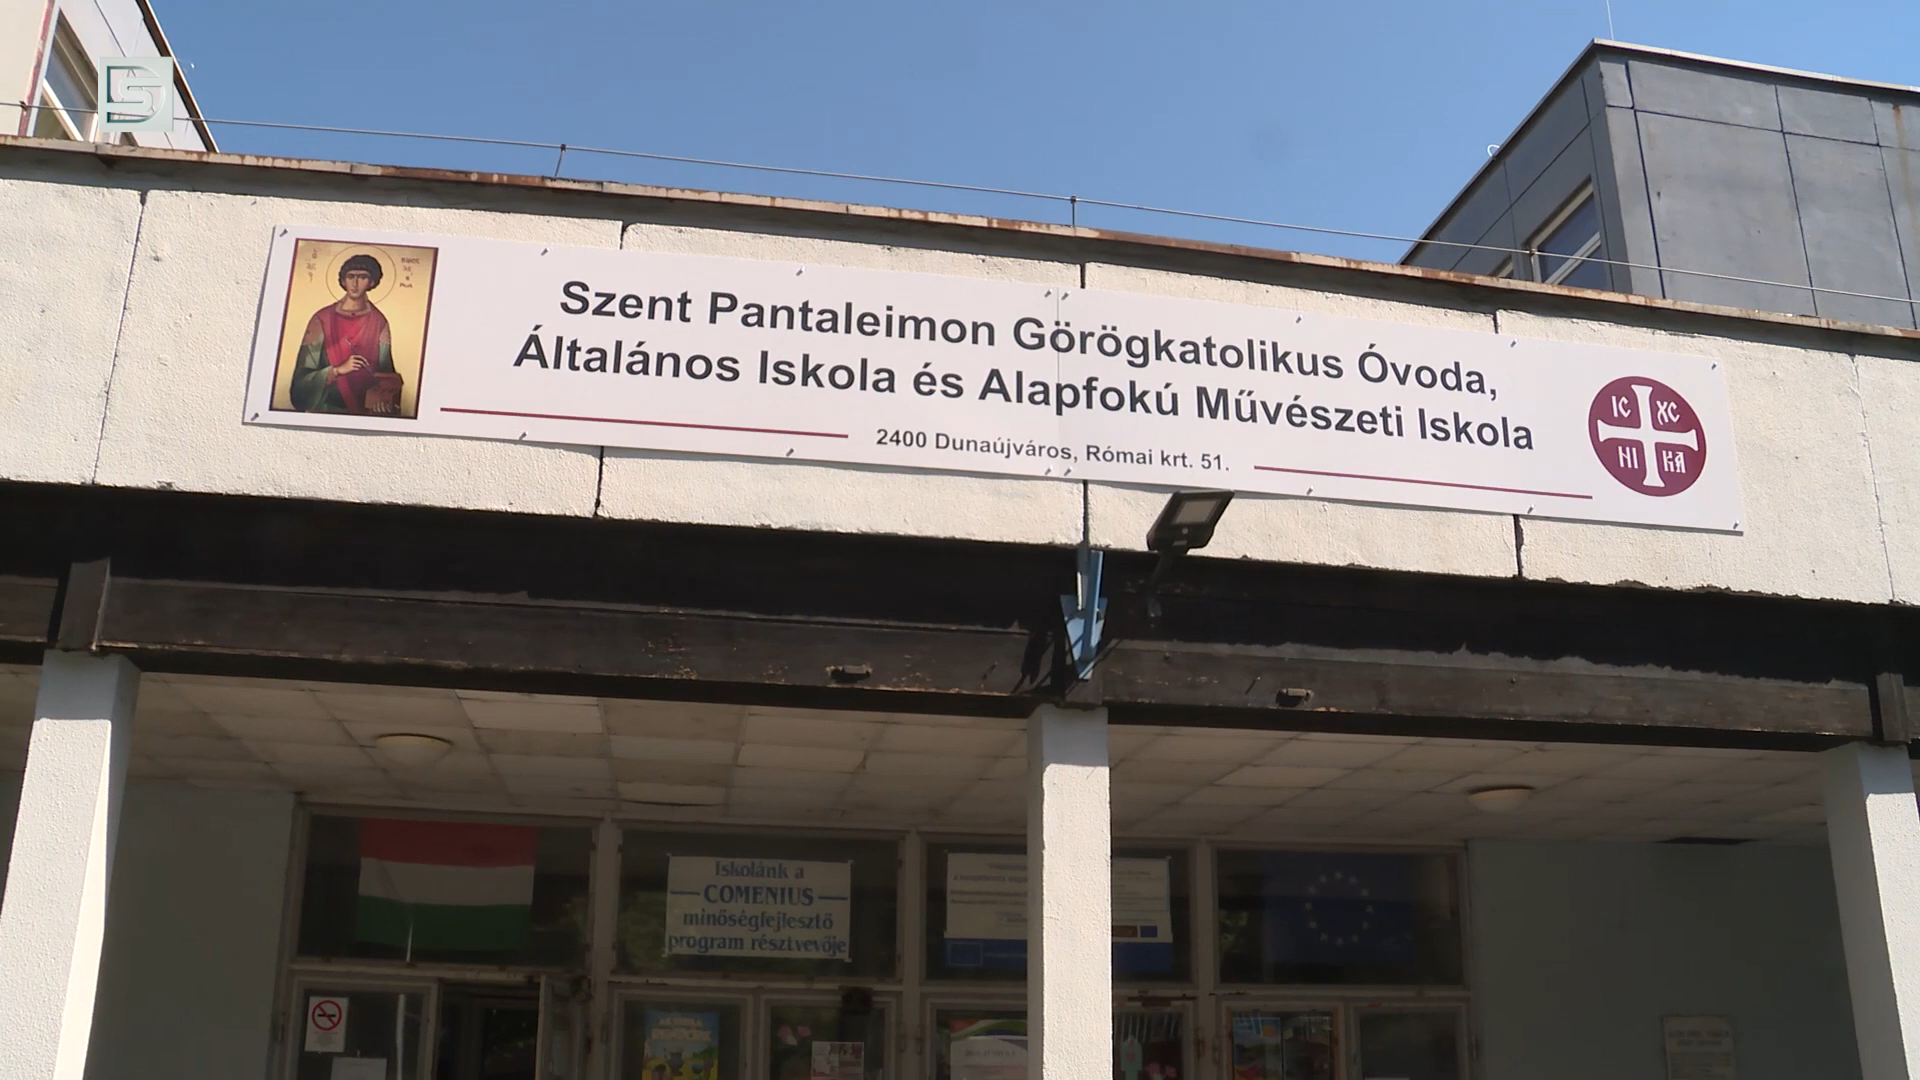 Szent Pantaleimon Görögkatolikus Óvoda,
Általános Iskola és Alapfokú Művészeti Iskola
2400 Dunaújváros, Római krt. 51.
IC XC
NI KA
Iskolánk a
COMENIUS
minőségfejlesztő
program résztvevője